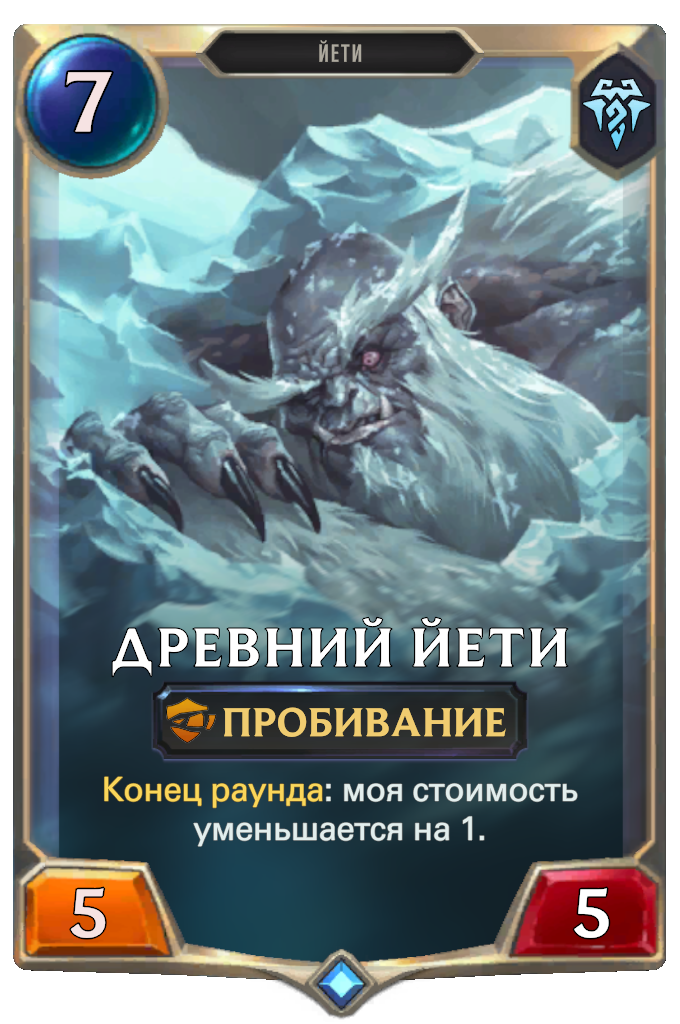 ЙЕТИ
7
ДРЕВНИЙ ЙЕТИ
ПРОБИВАНИЕ
Конец раунда: моя стоимость
уменьшается на 1.
5
5